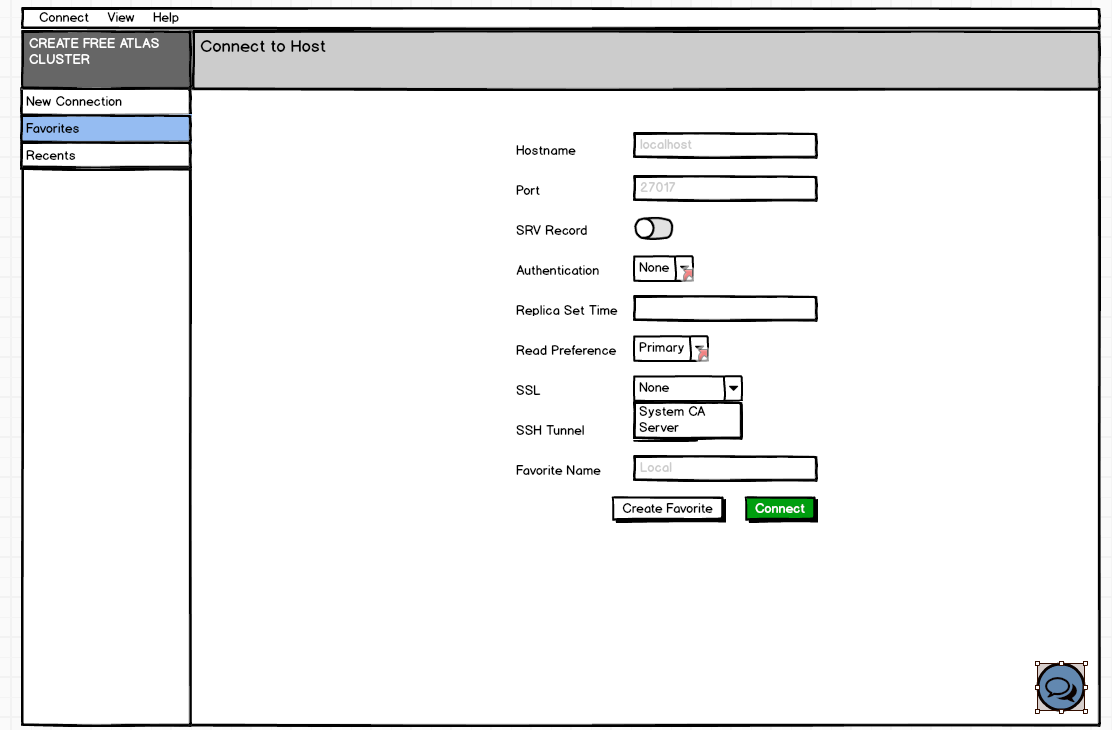 Connect View Help
CREATE FREE ATLAS
CLUSTER
Connect to Host
New Connection
Favorites
Recents
Hostname localhost
Port 27017
SRV Record
Authentication None
Replica Set Time
Read Preference Primary
SSL None
System CA
Server
SSH Tunnel
Favorite Name Local
Create Favorite Connect